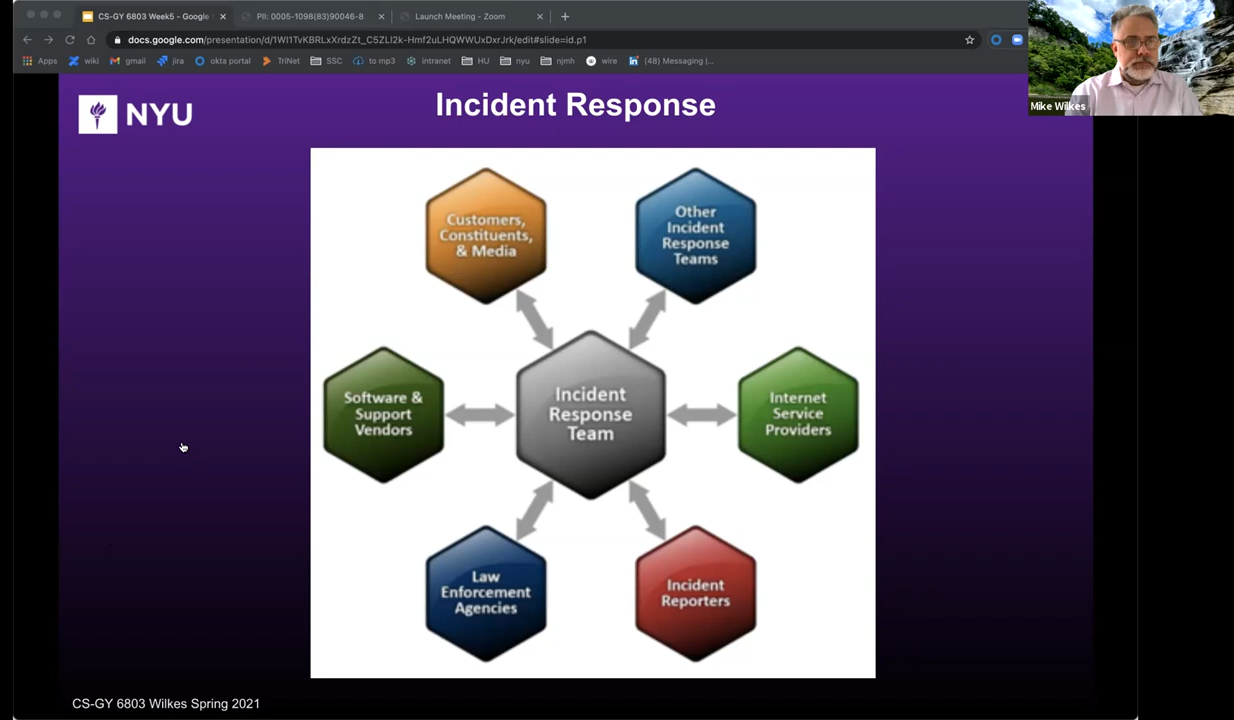 CS-GY 6803 Week5 - Google
PII: 0005-1098(83)90046-8
Launch Meeting - Zoom
docs.google.com/presentation/d/1WI1TvKBRLxXrdzZt_C5ZLI2k-Hmf2uLHQWWUxDxrJrk/edit#slide=id.p1
Apps wiki gmail jira okta portal TriNet SSC to mp3 intranet HU nyu njmh wire (48) Messaging |...
Mike Wilkes
NYU
Incident Response
Customers,
Constituents,
& Media
Other
Incident
Response
Teams
Software &
Support
Vendors
Incident
Response
Team
Internet
Service
Providers
Law
Enforcement
Agencies
Incident
Reporters
CS-GY 6803 Wilkes Spring 2021